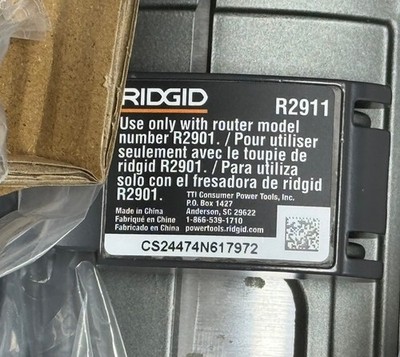 RIDGID
R2911
Use only with router model
number R2901. / Pour utiliser
seulement avec le toupie de
ridgid R2901. / Para utiliza
solo con el fresadora de ridgid
R2901.
TTI Consumer Power Tools, Inc.
P.O. Box 1427
Made in China Anderson, SC 29622
Fabriqué en Chine 1-866-539-1710
Fabricado en China powertools.ridgid.com
CS24474N617972